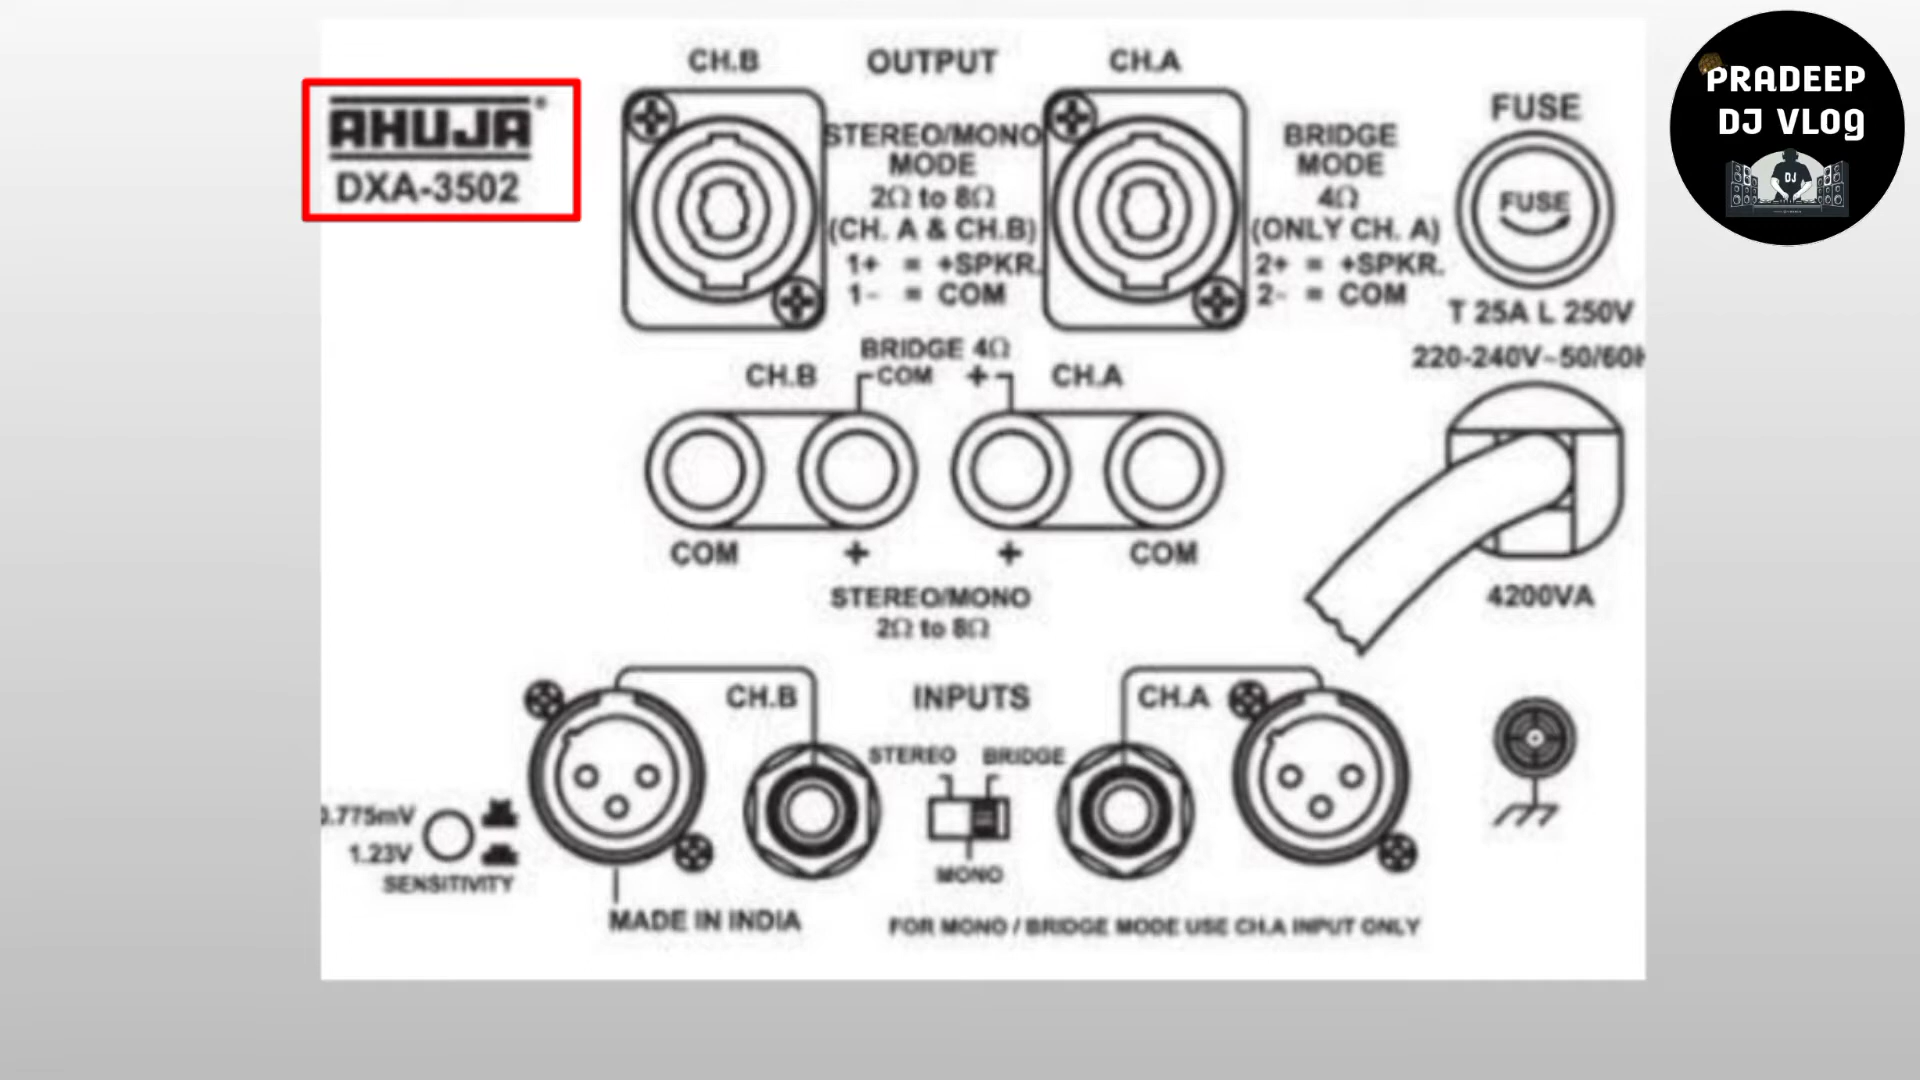 AHUJA
DXA-3502
CH.B
OUTPUT
CH.A
STEREO/MONO
MODE
2Ω to 8Ω
(CH. A & CH.B)
1+ = +SPKR.
1- = COM
BRIDGE
MODE
4Ω
(ONLY CH. A)
2+ = +SPKR.
2- = COM
FUSE
FUSE
T 25A L 250V
220-240V~50/60H
PRADEEP
DJ VLOG
DJ
BRIDGE 4Ω
CH.B
COM +
CH.A
COM + + COM
STEREO/MONO
2Ω to 8Ω
4200VA
CH.B
INPUTS
CH.A
STEREO BRIDGE
MONO
0.775mV
1.23V
SENSITIVITY
MADE IN INDIA
FOR MONO / BRIDGE MODE USE CH.A INPUT ONLY